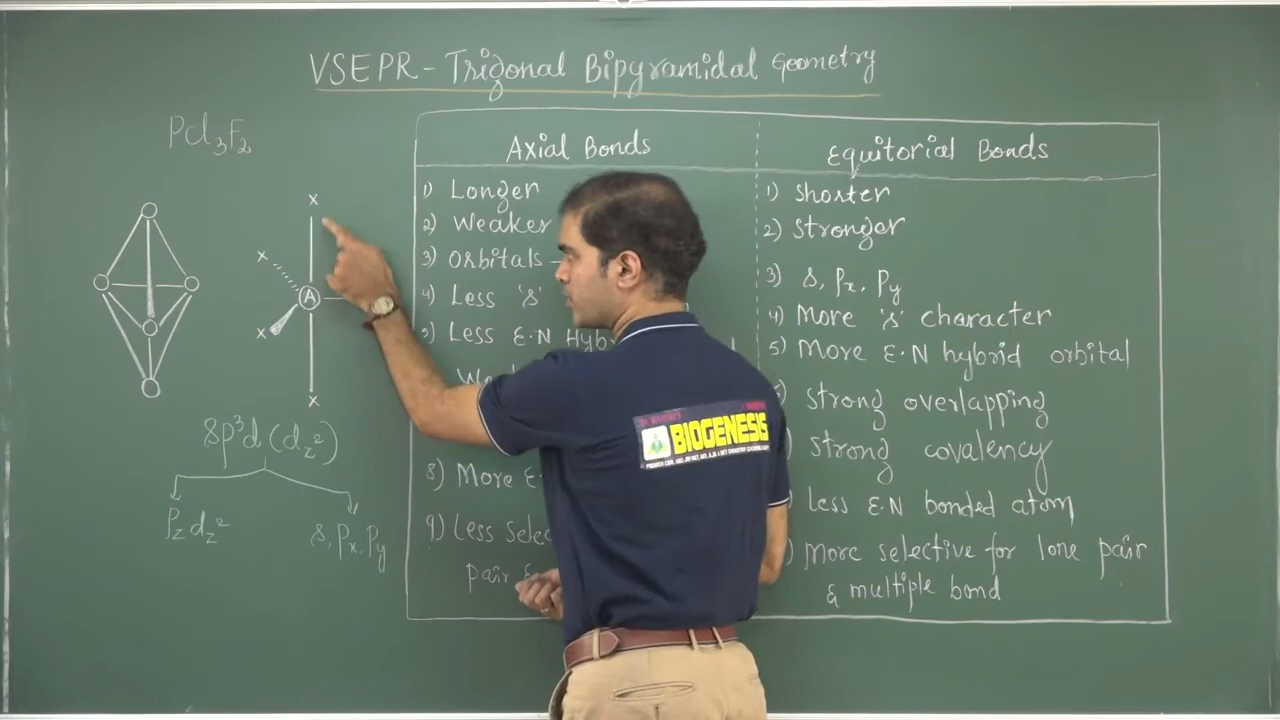 VSEPR - Trigonal Bipyramidal Geometry
PCl3F2
x
x
x
x
A
sp³d (dz²)
Pz dz²
s, Px, Py
Axial Bonds
1) Longer
2) Weaker
3) Orbitals -
4) Less 's'
5) Less E.N
8) More
9) Less
pair &
Equitorial Bonds
1) Shorter
2) Stronger
3) s, Px, Py
4) More 's' character
5) More E.N hybrid orbital
strong overlapping
strong covalency
Less E.N bonded atom
More selective for lone pair
& multiple bond
BIOGENESIS